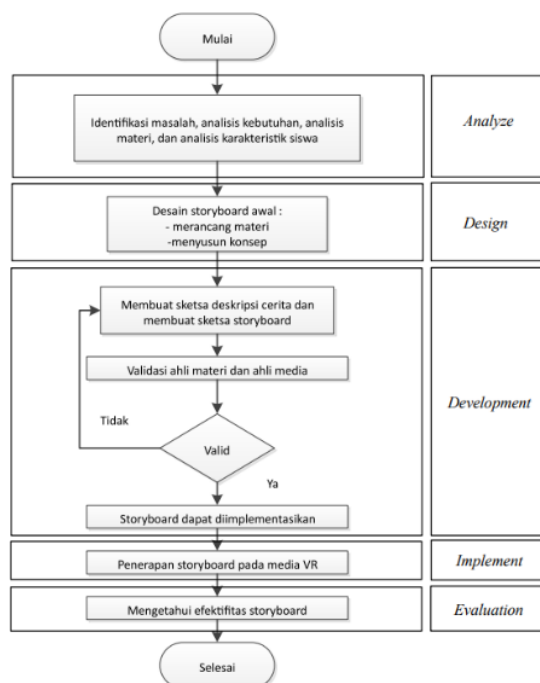 Mulai
Identifikasi masalah, analisis kebutuhan, analisis
materi, dan analisis karakteristik siswa
Analyze
Desain storyboard awal :
- merancang materi
-menyusun konsep
Design
Membuat sketsa deskripsi cerita dan
membuat sketsa storyboard
Validasi ahli materi dan ahli media
Development
Tidak
Valid
Ya
Storyboard dapat diimplementasikan
Penerapan storyboard pada media VR
Implement
Mengetahui efektifitas storyboard
Evaluation
Selesai